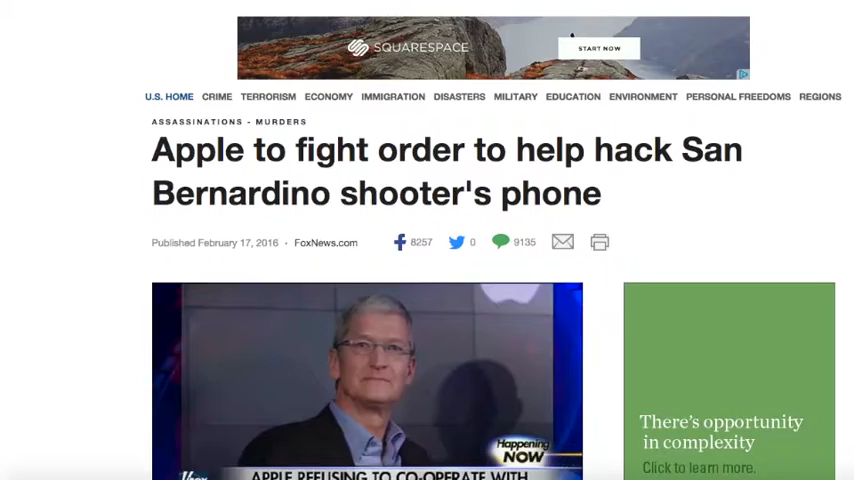 SQUARESPACE
START NOW
U.S. HOME CRIME TERRORISM ECONOMY IMMIGRATION DISASTERS MILITARY EDUCATION ENVIRONMENT PERSONAL FREEDOMS REGIONS
ASSASSINATIONS - MURDERS
Apple to fight order to help hack San
Bernardino shooter's phone
Published February 17, 2016 · FoxNews.com 8257 0 9135
Happening
NOW
APPLE REFUSING TO CO-OPERATE WITH
There's opportunity
in complexity
Click to learn more.